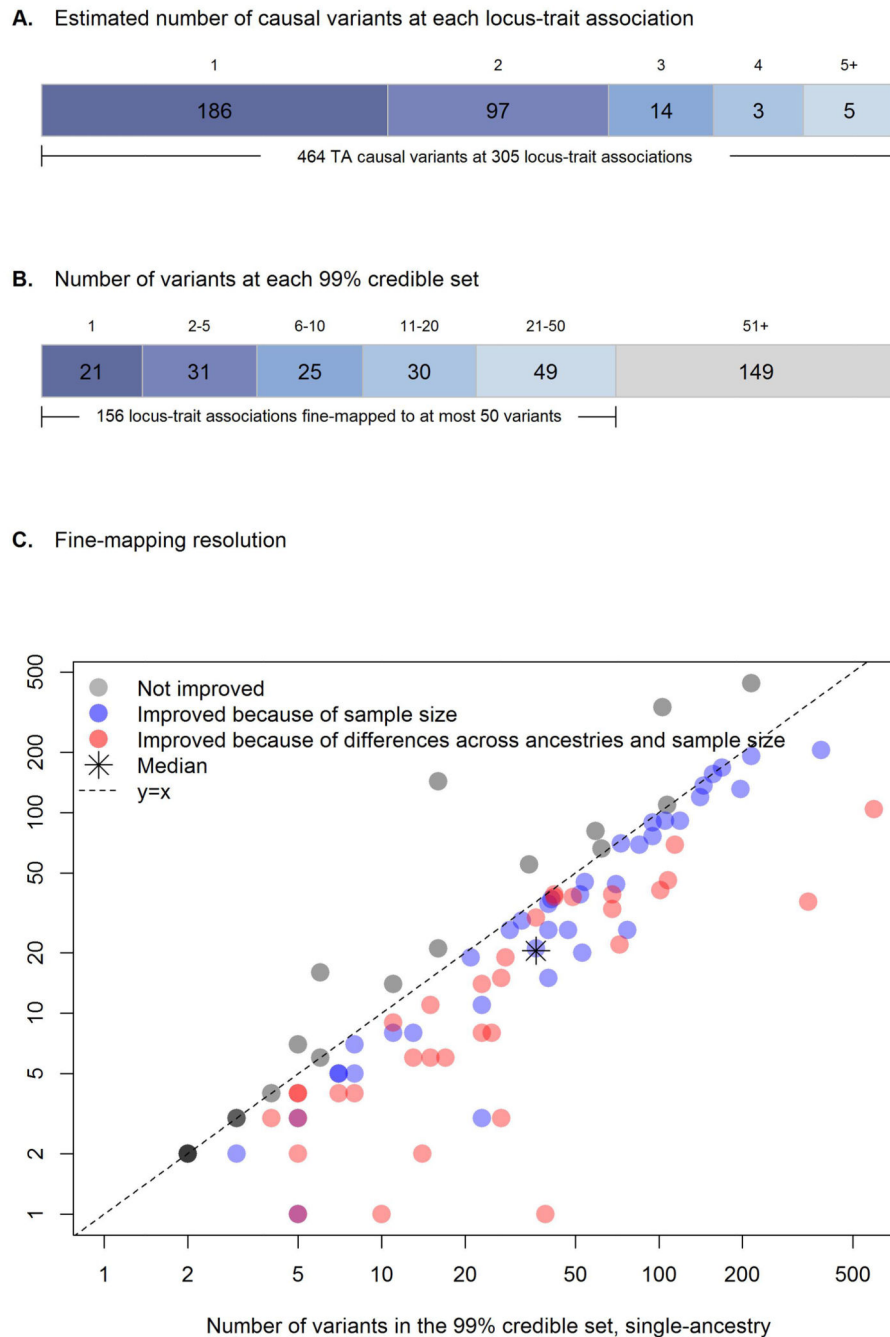 A. Estimated number of causal variants at each locus-trait association
1 2 3 4 5+
186 97 14 3 5
464 TA causal variants at 305 locus-trait associations
B. Number of variants at each 99% credible set
1 2-5 6-10 11-20 21-50 51+
21 31 25 30 49 149
156 locus-trait associations fine-mapped to at most 50 variants
C. Fine-mapping resolution
500
200
100
50
20
10
5
2
1
Not improved
Improved because of sample size
Improved because of differences across ancestries and sample size
Median
y=x
1 2 5 10 20 50 100 200 500
Number of variants in the 99% credible set, single-ancestry